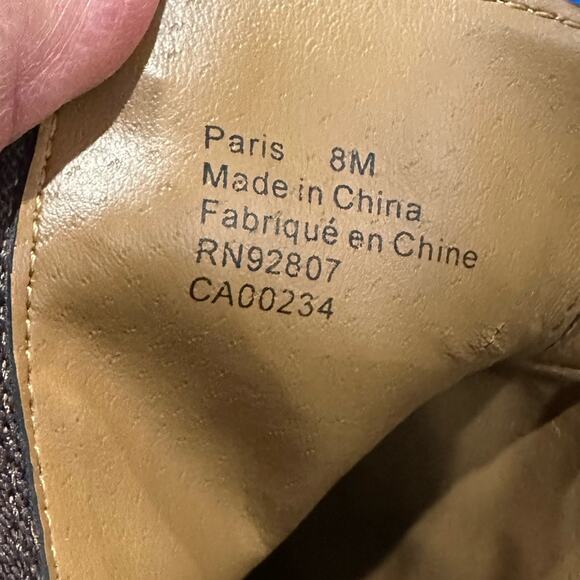 Paris 8M
Made in China
Fabriqué en Chine
RN92807
CA00234